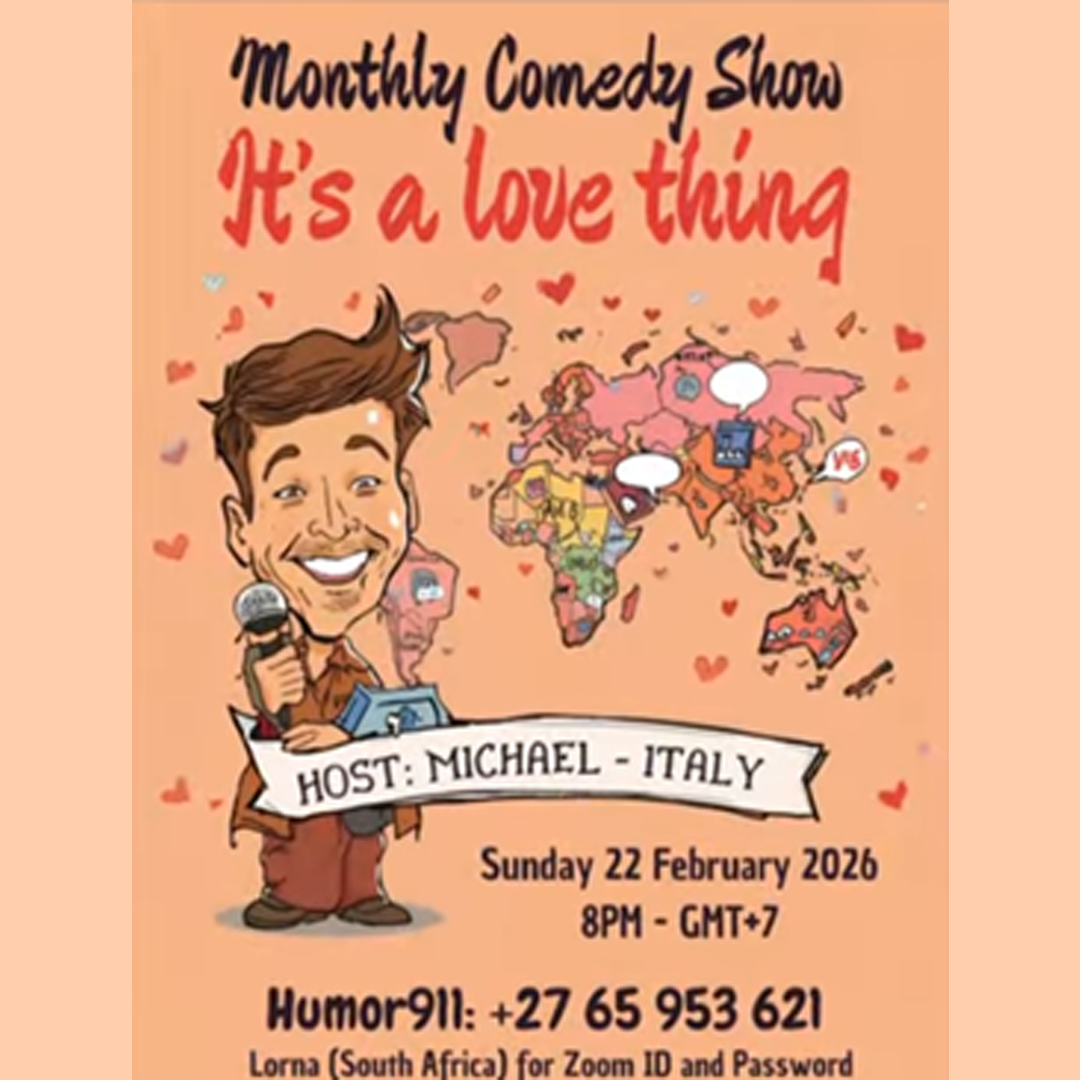 Monthly Comedy Show
It's a love thing
HOST: MICHAEL - ITALY
Sunday 22 February 2026
8PM - GMT+7
Humor911: +27 65 953 621
Lorna (South Africa) for Zoom ID and Password